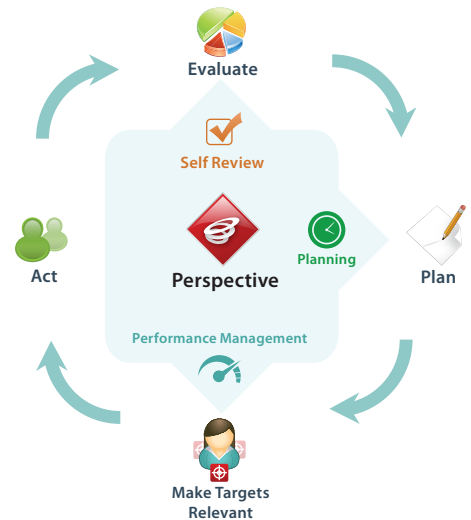 Evaluate
Self Review
Perspective
Planning
Act
Plan
Performance Management
Make Targets
Relevant